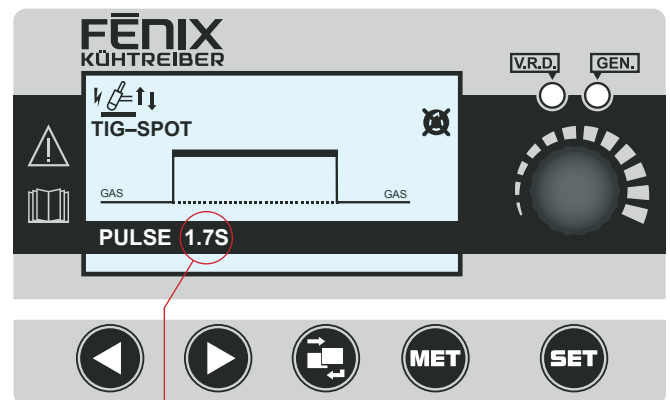 FĒNIX
KÜHTREIBER
V.R.D. GEN.
TIG–SPOT
GAS GAS
PULSE 1.7S
MET SET